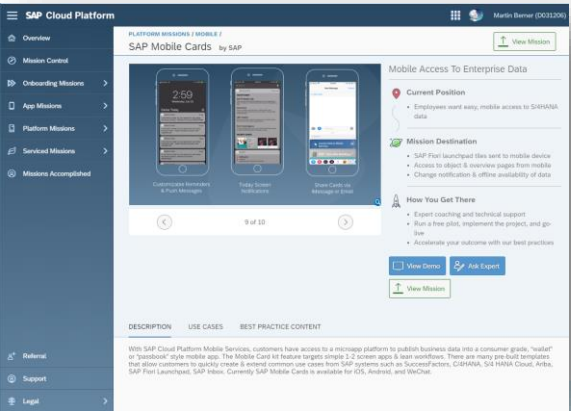 SAP Cloud Platform
Martin Berner (D031206)
Overview
Mission Control
Onboarding Missions
App Missions
Platform Missions
Serviced Missions
Missions Accomplished
Referral
Support
Legal
PLATFORM MISSIONS / MOBILE /
SAP Mobile Cards by SAP
View Mission
2:59
Customizable Reminders
& Push Messages
Today Screen
Notifications
Share Cards via
Message or Email
9 of 10
Mobile Access To Enterprise Data
Current Position
• Employees want easy, mobile access to S/4HANA
data
Mission Destination
• SAP Fiori launchpad tiles sent to mobile device
• Access to object & overview pages from mobile
• Change notification & offline availability of data
How You Get There
• Expert coaching and technical support
• Run a free pilot, implement the project, and go-
live
• Accelerate your outcome with our best practices
View Demo
Ask Expert
View Mission
DESCRIPTION USE CASES BEST PRACTICE CONTENT
With SAP Cloud Platform Mobile Services, customers have access to a microapp platform to publish business data into a consumer grade, "wallet"
or "passbook" style mobile app. The Mobile Card kit feature targets simple 1-2 screen apps & lean workflows. There are many pre-built templates
that allow customers to quickly create & extend common use cases from SAP systems such as SuccessFactors, C/4HANA, S/4 HANA Cloud, Ariba,
SAP Fiori Launchpad, SAP Inbox. Currently SAP Mobile Cards is available for iOS, Android, and WeChat.